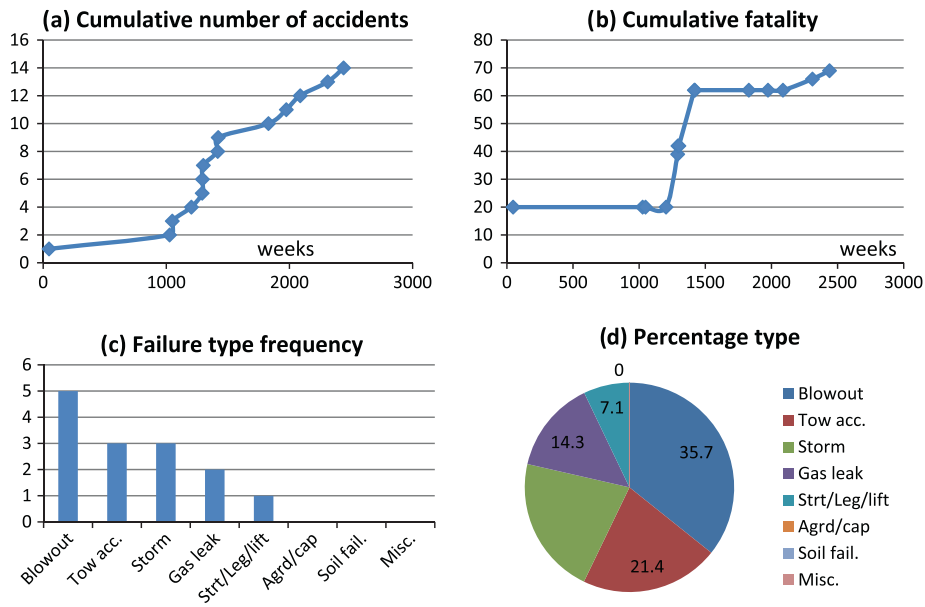 (a) Cumulative number of accidents
16
14
12
10
8
6
4
2
0
weeks
0 1000 2000 3000
(b) Cumulative fatality
80
70
60
50
40
30
20
10
0
weeks
0 500 1000 1500 2000 2500 3000
(c) Failure type frequency
6
5
4
3
2
1
0
Blowout
Tow acc.
Storm
Gas leak
Strt/Leg/lift
Agrd/cap
Soil fail.
Misc.
(d) Percentage type
0
7.1
14.3
35.7
21.4
Blowout
Tow acc.
Storm
Gas leak
Strt/Leg/lift
Agrd/cap
Soil fail.
Misc.